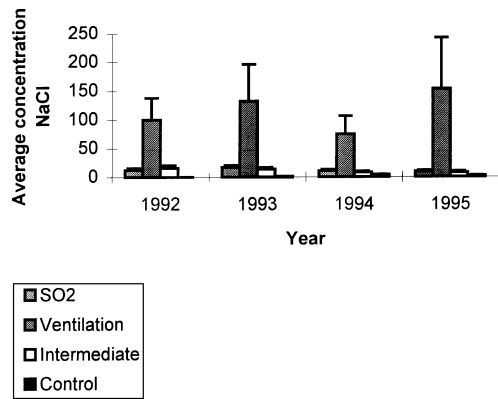 Average concentration
NaCl
250
200
150
100
50
0
1992
1993
1994
1995
Year
SO2
Ventilation
Intermediate
Control